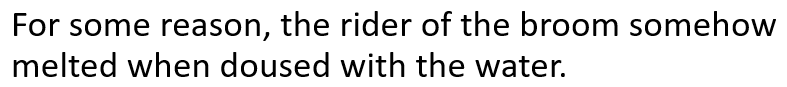 For some reason, the rider of the broom somehow
melted when doused with the water.